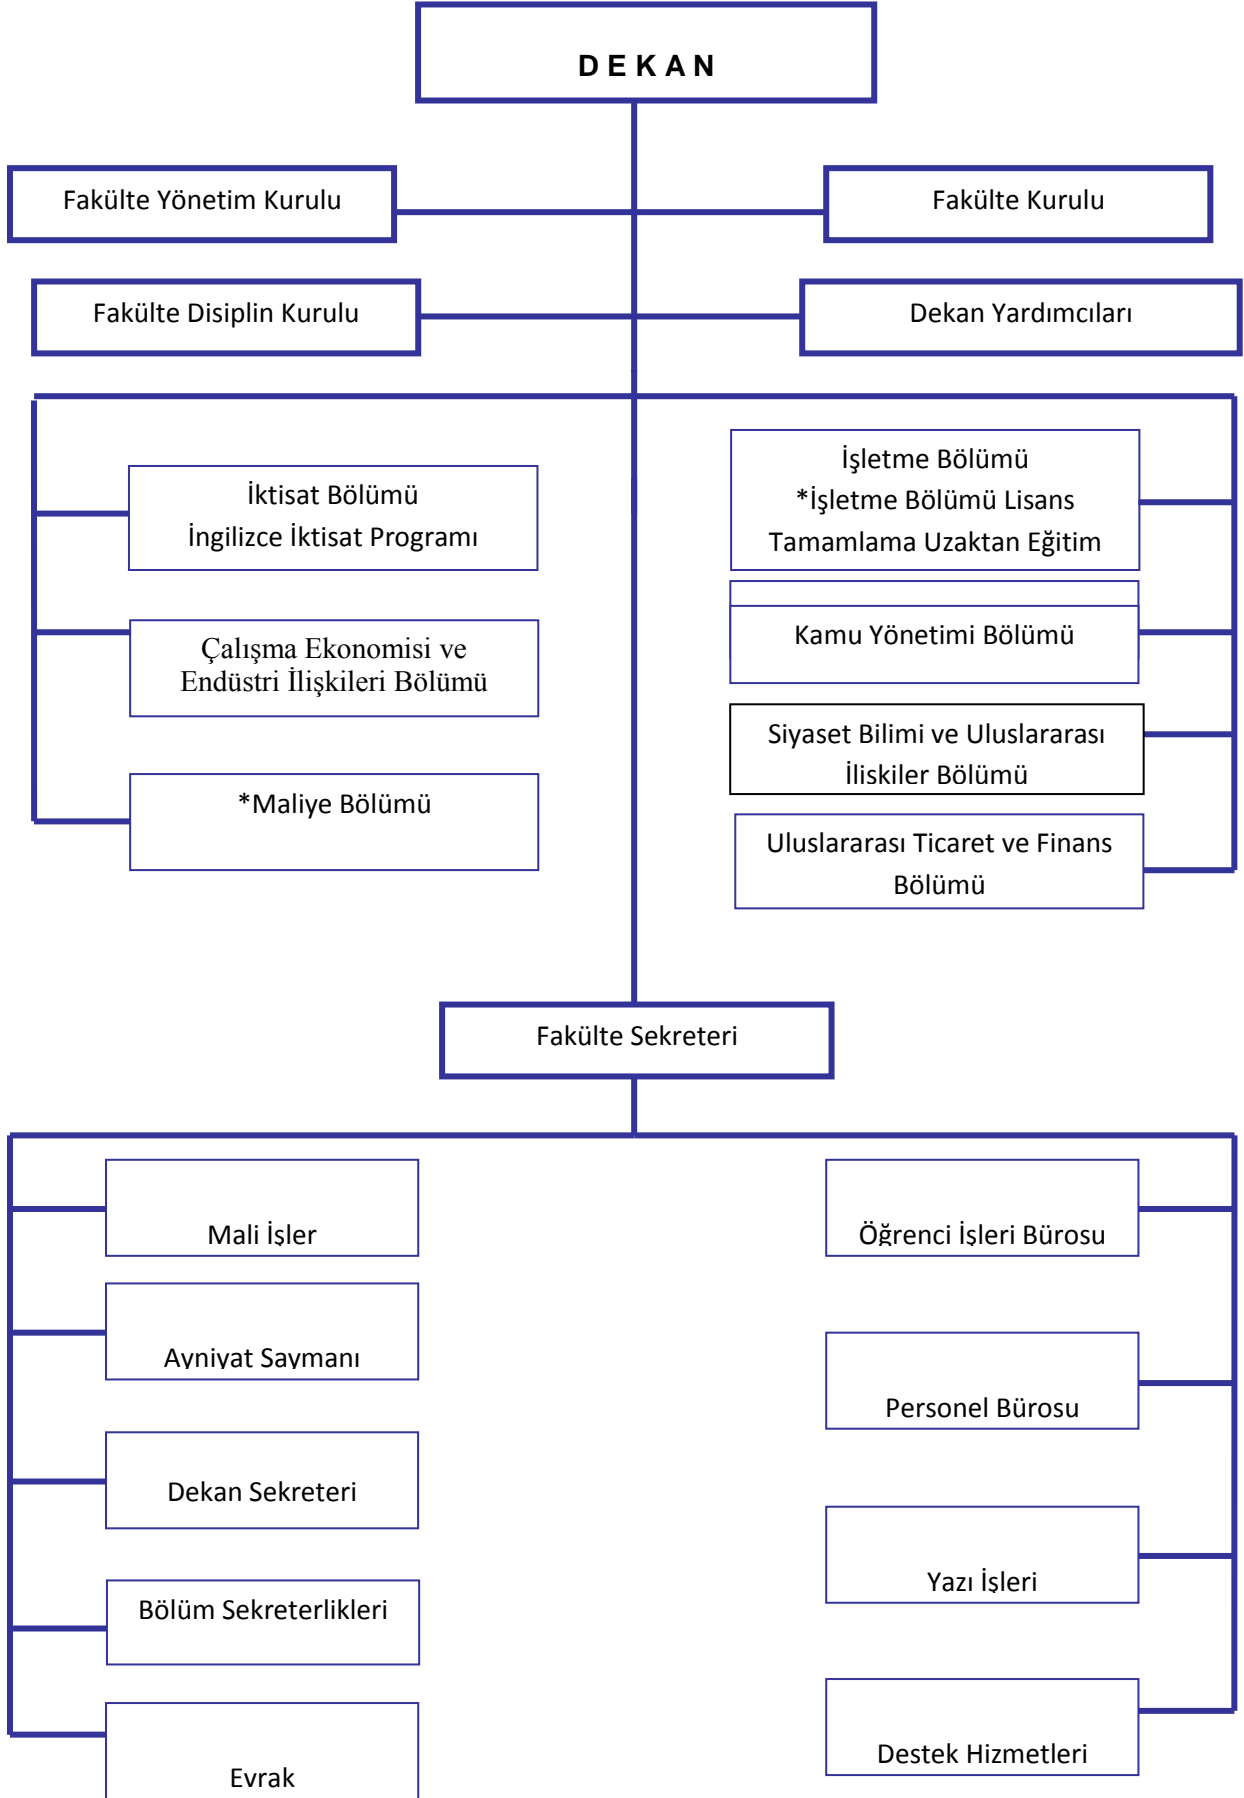 D E K A N
Fakülte Yönetim Kurulu
Fakülte Kurulu
Fakülte Disiplin Kurulu
Dekan Yardımcıları
İktisat Bölümü
İngilizce İktisat Programı
Çalışma Ekonomisi ve
Endüstri İlişkileri Bölümü
*Maliye Bölümü
İşletme Bölümü
*İşletme Bölümü Lisans
Tamamlama Uzaktan Eğitim
Kamu Yönetimi Bölümü
Siyaset Bilimi ve Uluslararası
İlişkiler Bölümü
Uluslararası Ticaret ve Finans
Bölümü
Fakülte Sekreteri
Mali İşler
Ayniyat Saymanı
Dekan Sekreteri
Bölüm Sekreterlikleri
Evrak
Öğrenci İşleri Bürosu
Personel Bürosu
Yazı İşleri
Destek Hizmetleri